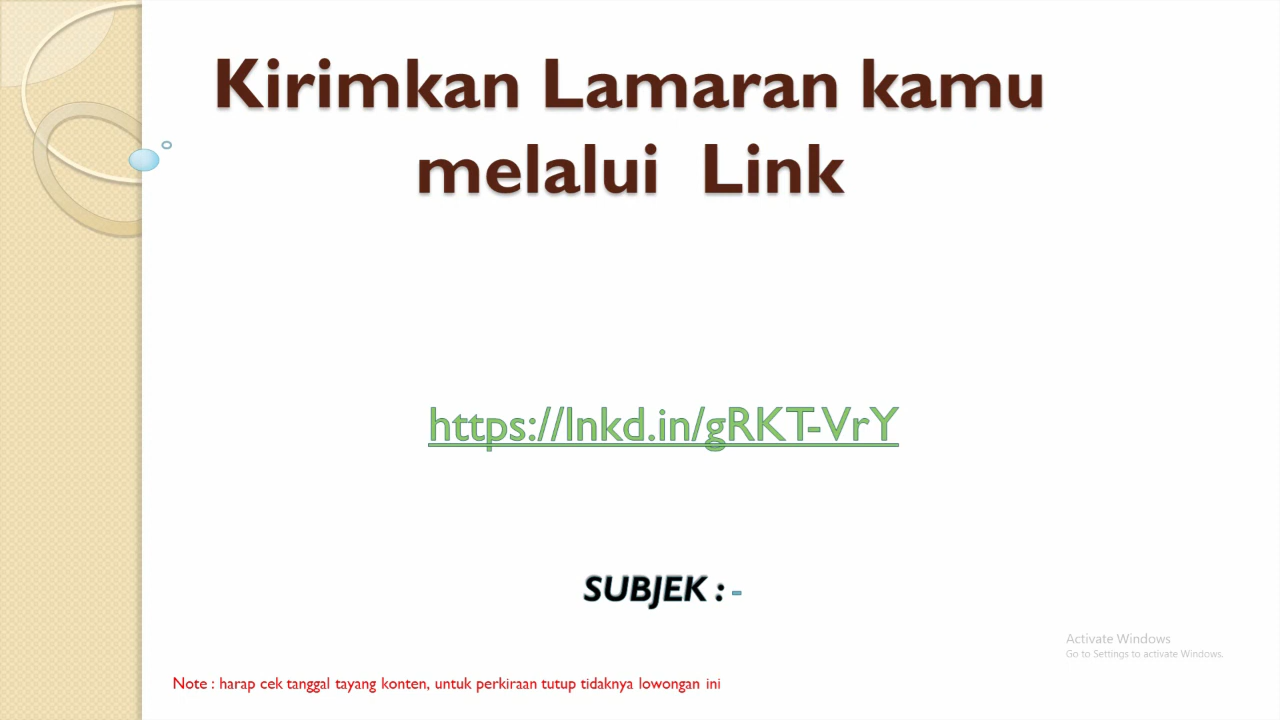 Kirimkan Lamaran kamu
melalui Link
https://lnkd.in/gRKT-VrY
SUBJEK : -
Activate Windows
Go to Settings to activate Windows.
Note : harap cek tanggal tayang konten, untuk perkiraan tutup tidaknya lowongan ini